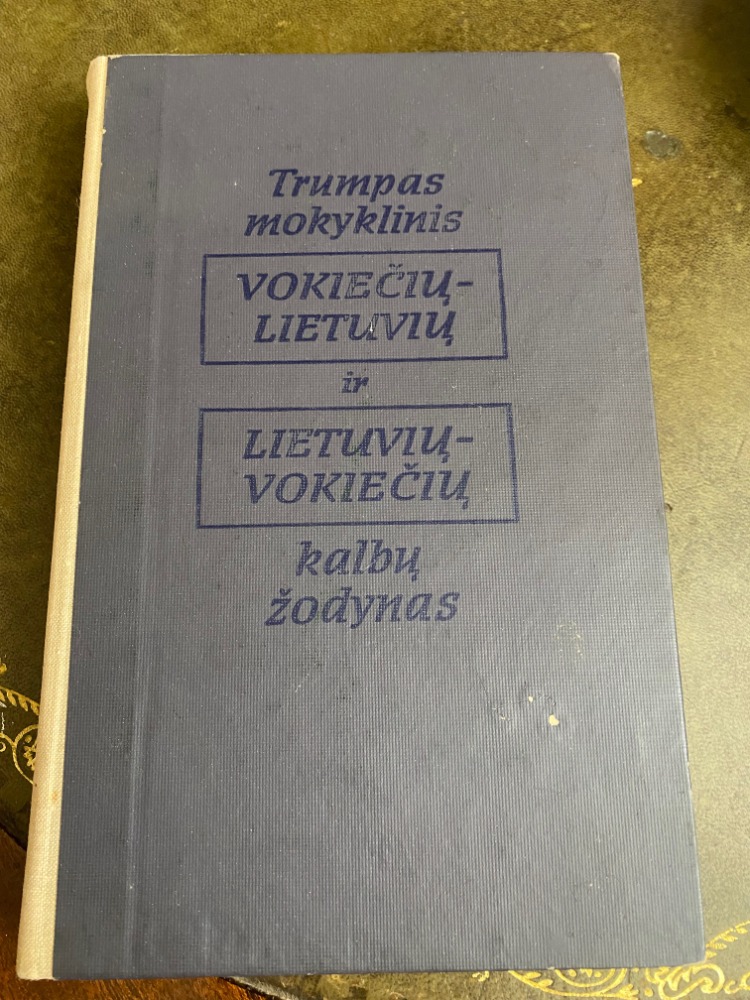 Trumpas
mokyklinis
VOKIEČIŲ-
LIETUVIŲ
ir
LIETUVIŲ-
VOKIEČIŲ
kalbų
žodynas